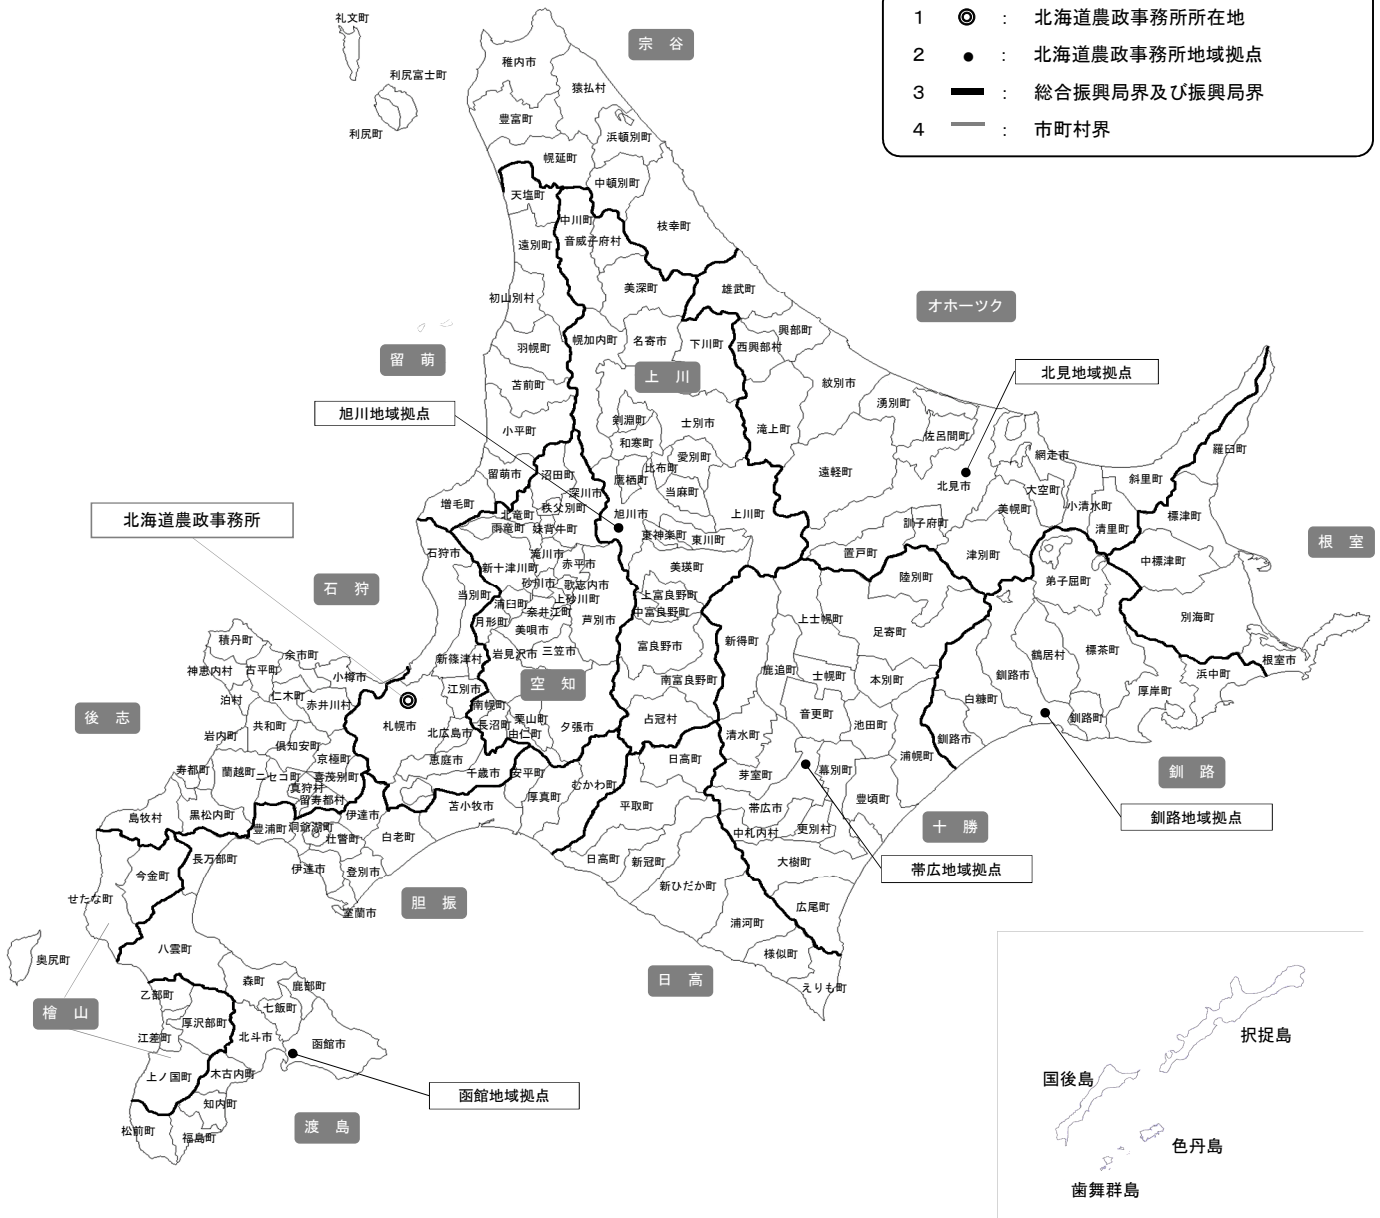 1 ◎ : 北海道農政事務所所在地
2 ● : 北海道農政事務所地域拠点
3 : 総合振興局界及び振興局界
4 : 市町村界
礼文町
利尻富士町
利尻町
宗谷
稚内市
猿払村
豊富町
浜頓別町
幌延町
中頓別町
天塩町
枝幸町
中川町
音威子府村
遠別町
美深町
雄武町
初山別村
オホーツク
興部町
西興部村
幌加内町
名寄市
下川町
羽幌町
留萌
上川
北見地域拠点
苫前町
紋別市
湧別町
旭川地域拠点
剣淵町
士別市
滝上町
佐呂間町
小平町
和寒町
羅臼町
網走市
愛別町
比布町
遠軽町
留萌市
沼田町
鷹栖町
北見市
斜里町
深川市
当麻町
大空町
増毛町
秩父別町
小清水町
北竜町
旭川市
上川町
美幌町
標津町
北海道農政事務所
雨竜町
妹背牛町
東神楽町
東川町
訓子府町
清里町
根室
石狩市
滝川市
置戸町
津別町
新十津川町
赤平市
美瑛町
中標津町
石狩
砂川市
歌志内市
陸別町
弟子屈町
当別町
浦臼町
上砂川町
上富良野町
奈井江町
中富良野町
月形町
芦別市
上士幌町
別海町
美唄市
足寄町
積丹町
新得町
余市町
岩見沢市
三笠市
富良野市
標茶町
鶴居村
新篠津村
根室市
神恵内村
古平町
小樽市
鹿追町
釧路市
浜中町
空知
南富良野町
士幌町
本別町
江別市
泊村
仁木町
赤井川村
厚岸町
南幌町
白糠町
後志
音更町
栗山町
占冠村
札幌市
長沼町
夕張市
池田町
釧路町
共和町
北広島市
由仁町
清水町
釧路市
岩内町
倶知安町
京極町
恵庭市
日高町
浦幌町
寿都町
蘭越町
ニセコ町
喜茂別町
千歳市
安平町
芽室町
幕別町
釧路
真狩村
むかわ町
留寿都村
厚真町
豊頃町
島牧村
黒松内町
伊達市
苫小牧市
平取町
帯広市
釧路地域拠点
豊浦町
洞爺湖町
更別村
十勝
壮瞥町
白老町
中札内村
長万部町
日高町
新冠町
大樹町
帯広地域拠点
伊達市
登別市
今金町
新ひだか町
せたな町
胆振
室蘭市
広尾町
浦河町
八雲町
様似町
奥尻町
日高
森町
鹿部町
えりも町
乙部町
檜山
七飯町
厚沢部町
択捉島
江差町
北斗市
函館市
木古内町
上ノ国町
国後島
函館地域拠点
知内町
渡島
松前町
福島町
色丹島
歯舞群島